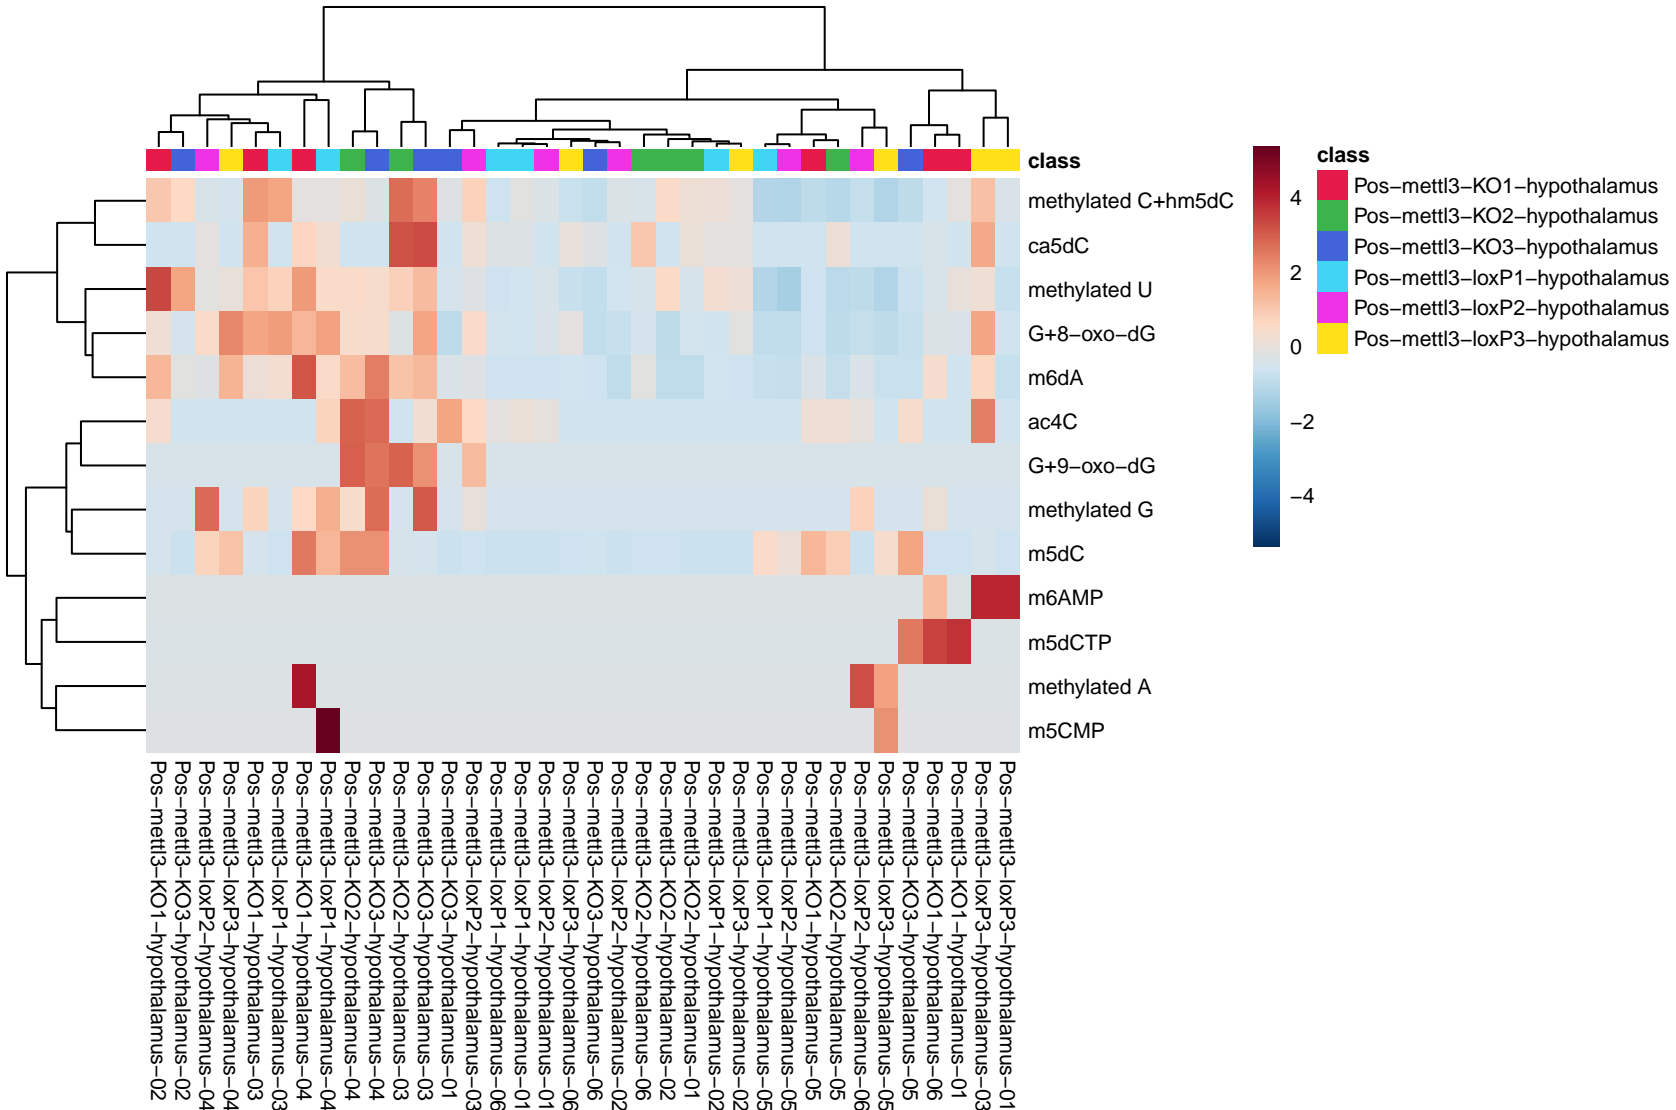 class
methylated C+hm5dC
ca5dC
methylated U
G+8−oxo−dG
m6dA
ac4C
G+9−oxo−dG
methylated G
m5dC
m6AMP
m5dCTP
methylated A
m5CMP
4
2
0
−2
−4
class
Pos−mettl3−KO1−hypothalamus
Pos−mettl3−KO2−hypothalamus
Pos−mettl3−KO3−hypothalamus
Pos−mettl3−loxP1−hypothalamus
Pos−mettl3−loxP2−hypothalamus
Pos−mettl3−loxP3−hypothalamus
Pos−mettl3−KO1−hypothalamus−02
Pos−mettl3−KO3−hypothalamus−02
Pos−mettl3−loxP2−hypothalamus−04
Pos−mettl3−loxP3−hypothalamus−04
Pos−mettl3−KO1−hypothalamus−03
Pos−mettl3−loxP1−hypothalamus−03
Pos−mettl3−KO1−hypothalamus−04
Pos−mettl3−loxP1−hypothalamus−04
Pos−mettl3−KO2−hypothalamus−04
Pos−mettl3−KO3−hypothalamus−04
Pos−mettl3−KO2−hypothalamus−03
Pos−mettl3−KO3−hypothalamus−03
Pos−mettl3−KO3−hypothalamus−01
Pos−mettl3−loxP2−hypothalamus−03
Pos−mettl3−loxP1−hypothalamus−06
Pos−mettl3−loxP1−hypothalamus−01
Pos−mettl3−loxP2−hypothalamus−01
Pos−mettl3−loxP3−hypothalamus−06
Pos−mettl3−KO3−hypothalamus−06
Pos−mettl3−loxP2−hypothalamus−02
Pos−mettl3−KO2−hypothalamus−06
Pos−mettl3−KO2−hypothalamus−02
Pos−mettl3−KO2−hypothalamus−01
Pos−mettl3−loxP1−hypothalamus−02
Pos−mettl3−loxP3−hypothalamus−02
Pos−mettl3−loxP1−hypothalamus−05
Pos−mettl3−loxP2−hypothalamus−05
Pos−mettl3−KO1−hypothalamus−05
Pos−mettl3−KO2−hypothalamus−05
Pos−mettl3−loxP2−hypothalamus−06
Pos−mettl3−loxP3−hypothalamus−05
Pos−mettl3−KO3−hypothalamus−05
Pos−mettl3−KO1−hypothalamus−06
Pos−mettl3−KO1−hypothalamus−01
Pos−mettl3−loxP3−hypothalamus−03
Pos−mettl3−loxP3−hypothalamus−01